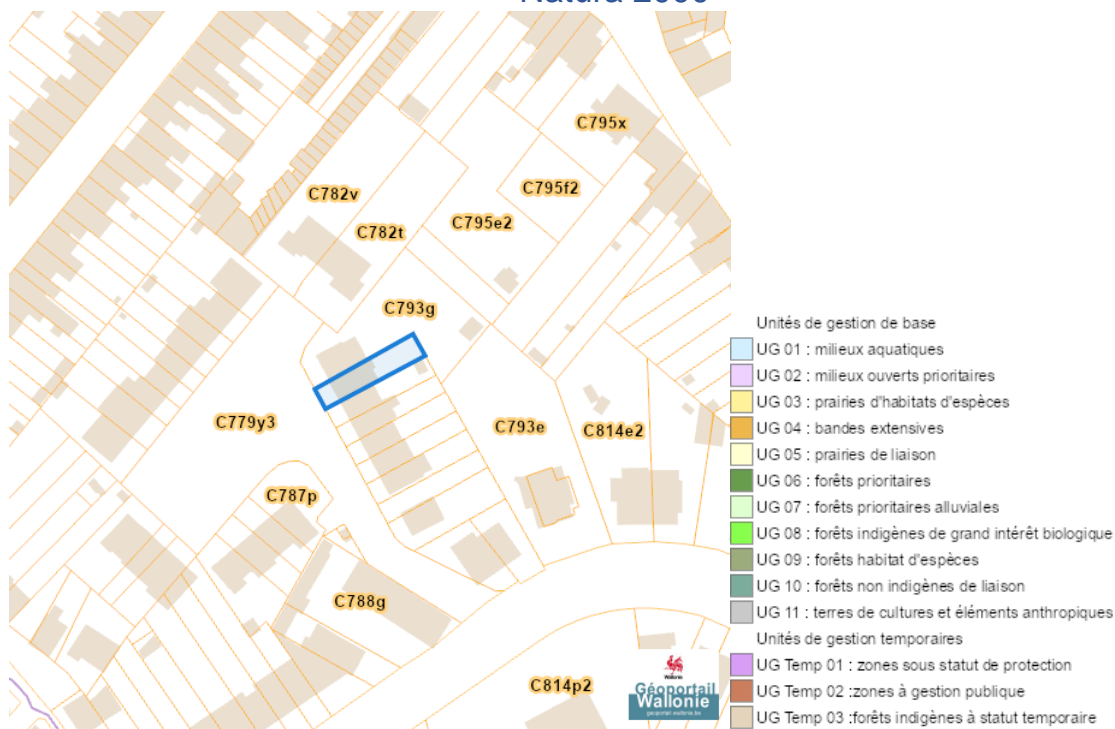 Natura 2000
C795x
C795f2
C782v
C795e2
C782t
C793g
C779y3
C793e
C814e2
C787p
C788g
C814p2
Wallonie
Géoportail
Wallonie
geoportail.wallonie.be
Unités de gestion de base
UG 01 : milieux aquatiques
UG 02 : milieux ouverts prioritaires
UG 03 : prairies d'habitats d'espèces
UG 04 : bandes extensives
UG 05 : prairies de liaison
UG 06 : forêts prioritaires
UG 07 : forêts prioritaires alluviales
UG 08 : forêts indigènes de grand intérêt biologique
UG 09 : forêts habitat d'espèces
UG 10 : forêts non indigènes de liaison
UG 11 : terres de cultures et éléments anthropiques
Unités de gestion temporaires
UG Temp 01 : zones sous statut de protection
UG Temp 02 :zones à gestion publique
UG Temp 03 :forêts indigènes à statut temporaire